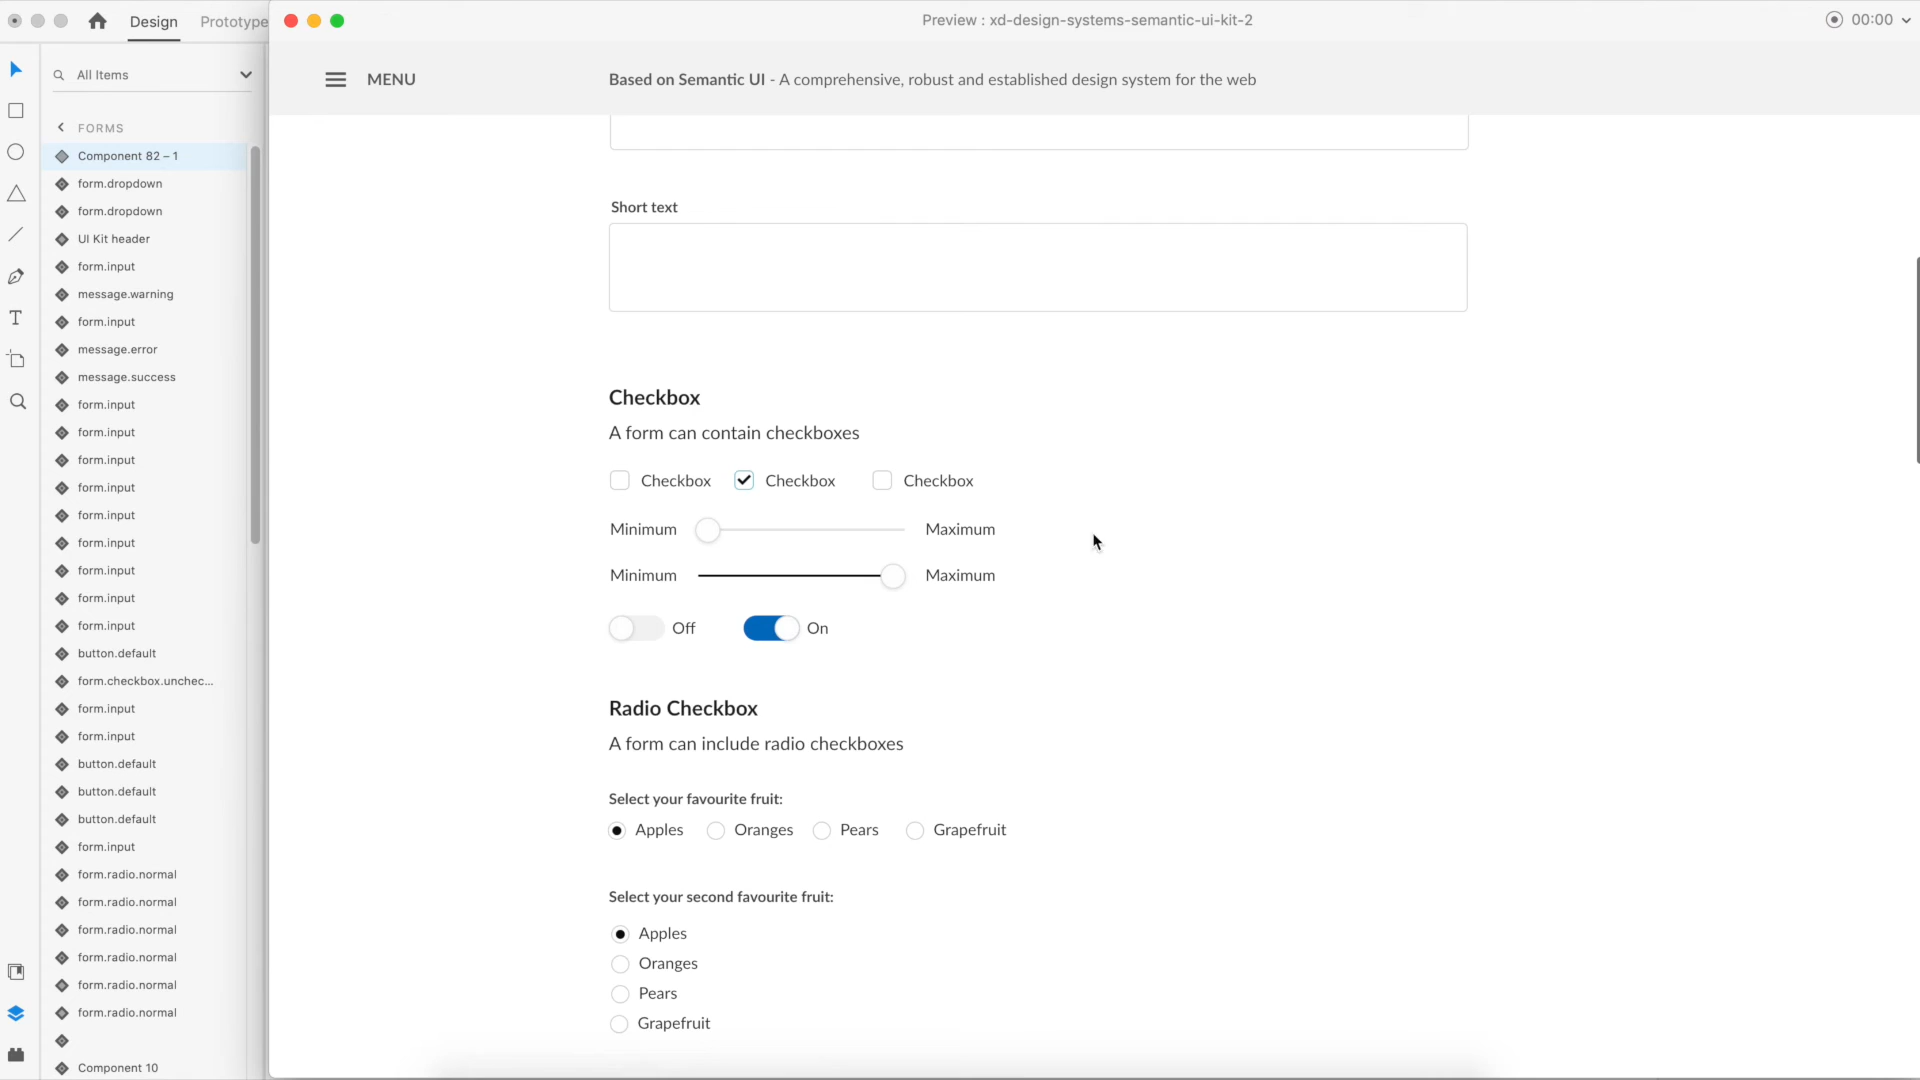 Design
Prototype
Preview : xd-design-systems-semantic-ui-kit-2
00:00
All Items
MENU
Based on Semantic UI - A comprehensive, robust and established design system for the web
FORMS
Component 82 – 1
form.dropdown
form.dropdown
UI Kit header
form.input
message.warning
form.input
message.error
message.success
form.input
form.input
form.input
form.input
form.input
form.input
form.input
form.input
form.input
button.default
form.checkbox.unchec...
form.input
form.input
button.default
button.default
button.default
form.input
form.radio.normal
form.radio.normal
form.radio.normal
form.radio.normal
form.radio.normal
form.radio.normal
Component 10
Short text
Checkbox
A form can contain checkboxes
Checkbox Checkbox Checkbox
Minimum Maximum
Minimum Maximum
Off On
Radio Checkbox
A form can include radio checkboxes
Select your favourite fruit:
Apples Oranges Pears Grapefruit
Select your second favourite fruit:
Apples
Oranges
Pears
Grapefruit